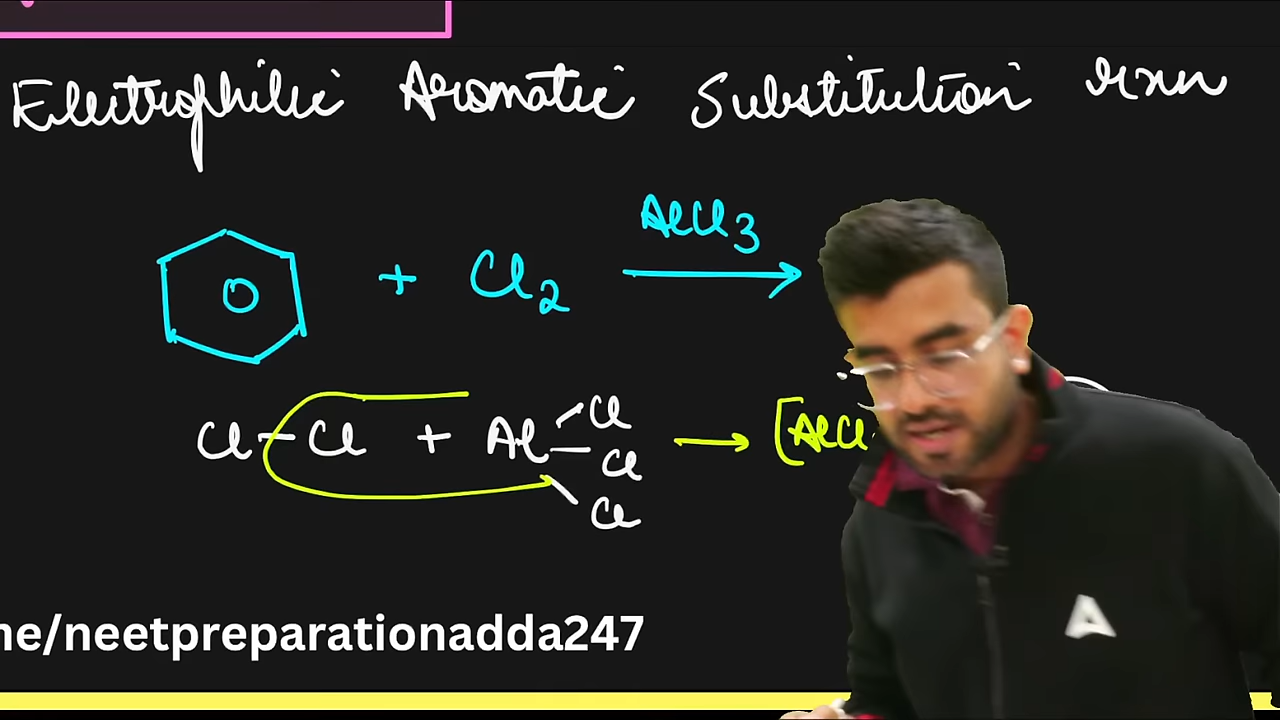 Electrophilic Aromatic Substitution rxn
AlCl3
+ Cl2
Cl-Cl + Al Cl Cl Cl → [AlCl
ne/neetpreparationadda247